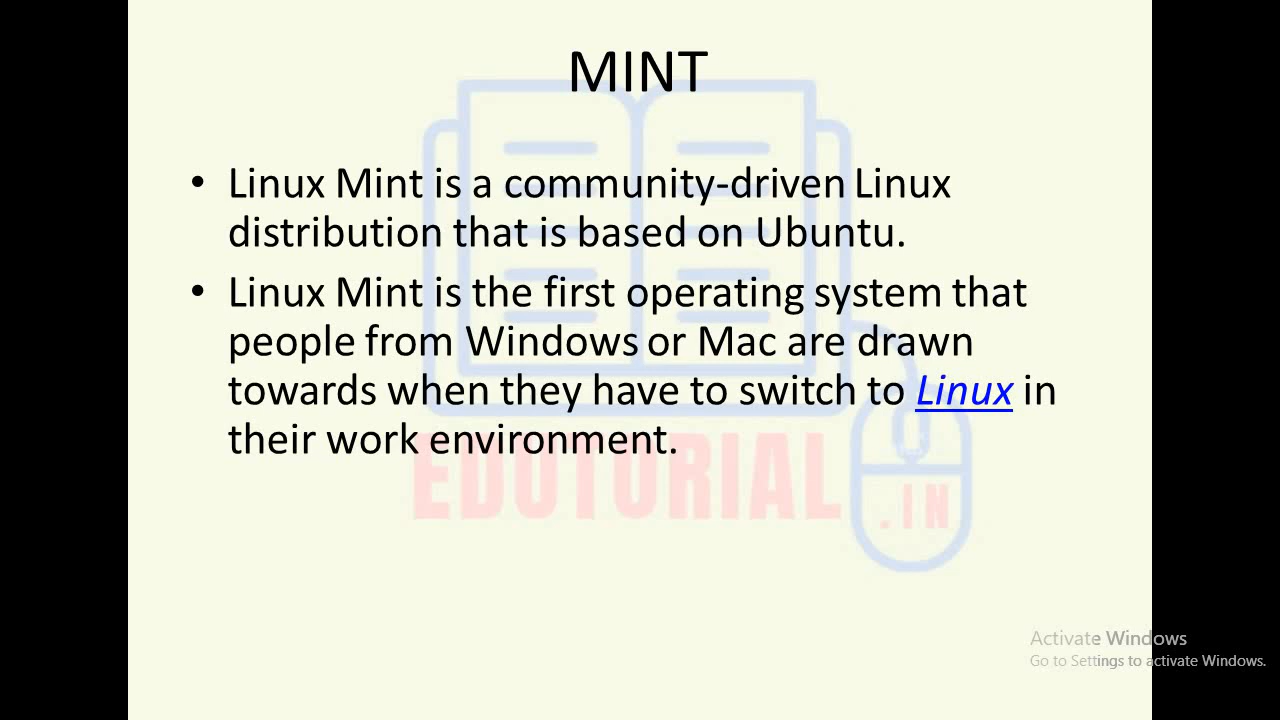 MINT
• Linux Mint is a community-driven Linux
distribution that is based on Ubuntu.
• Linux Mint is the first operating system that
people from Windows or Mac are drawn
towards when they have to switch to Linux in
their work environment.
EDUTORIAL
.IN
Activate Windows
Go to Settings to activate Windows.